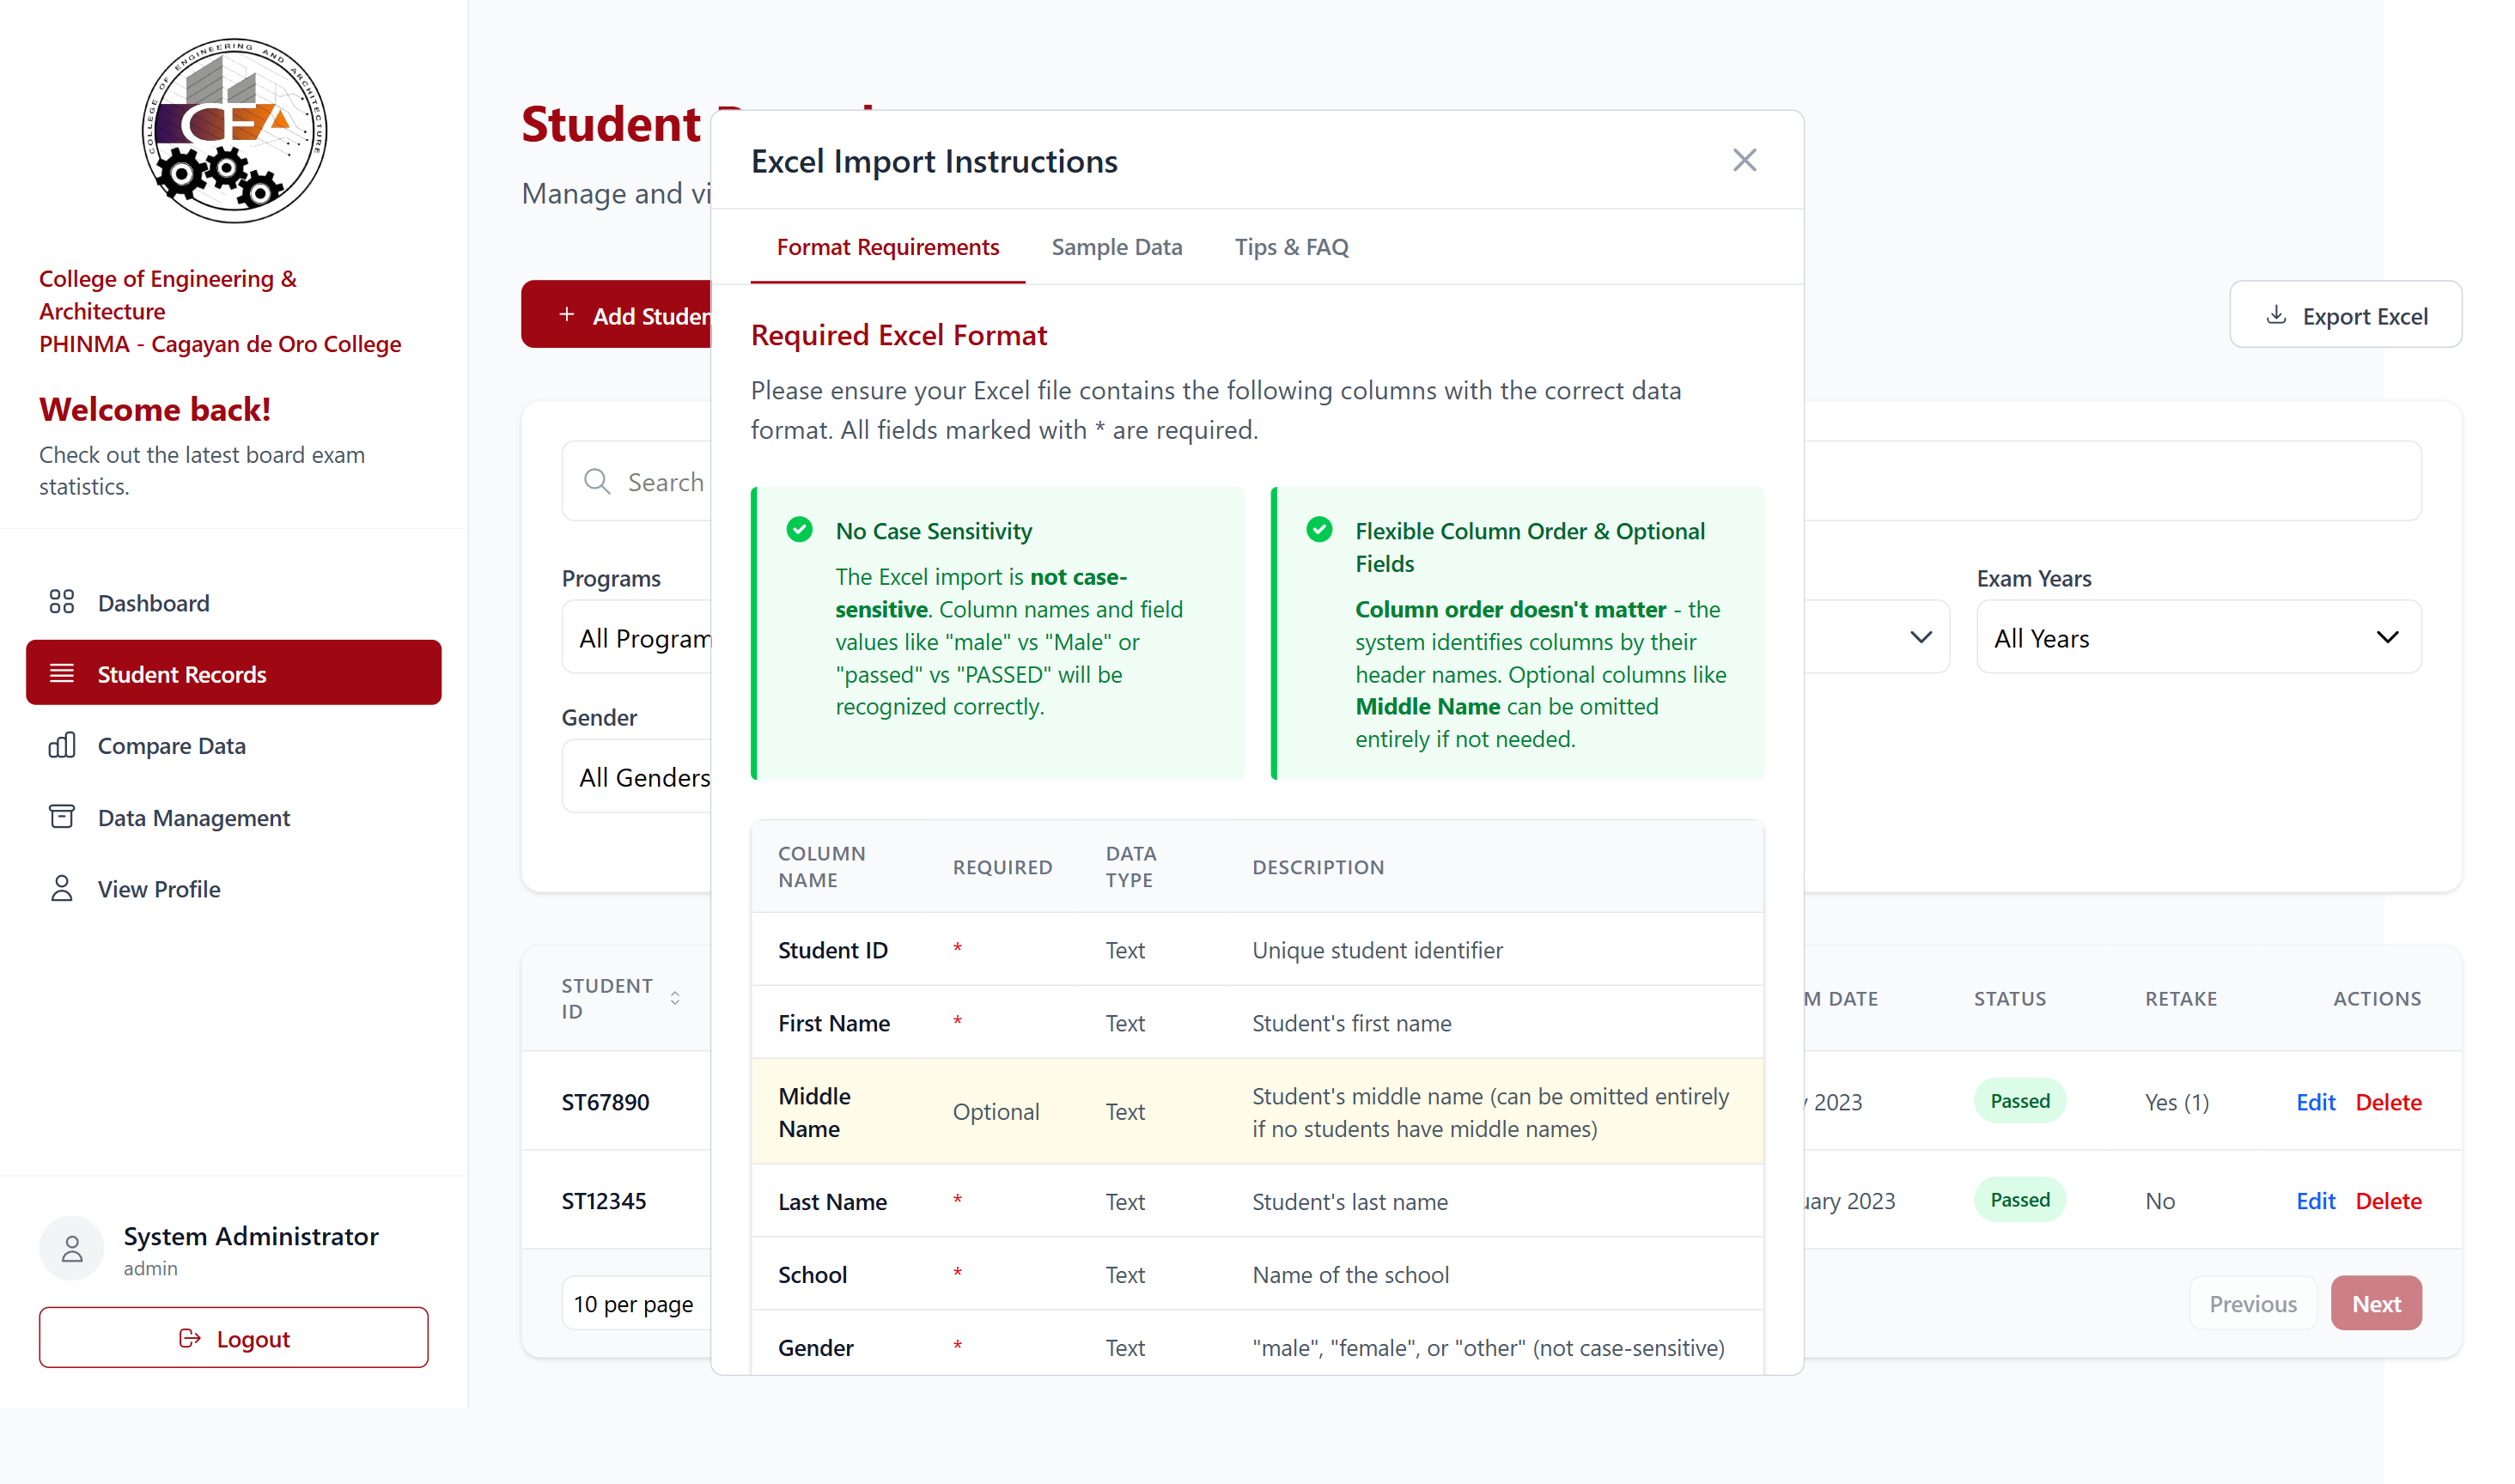 COLLEGE OF ENGINEERING AND ARCHITECTURE
CEA
College of Engineering &
Architecture
PHINMA - Cagayan de Oro College
Welcome back!
Check out the latest board exam
statistics.
Dashboard
Student Records
Compare Data
Data Management
View Profile
System Administrator
admin
Logout
Student
Manage and vi
Add Studen
Export Excel
Search
Programs
All Program
Exam Years
All Years
Gender
All Genders
STUDENT
ID
M DATE
STATUS
RETAKE
ACTIONS
ST67890
2023
Passed
Yes (1)
Edit
Delete
ST12345
uary 2023
Passed
No
Edit
Delete
10 per page
Previous
Next
Excel Import Instructions
Format Requirements
Sample Data
Tips & FAQ
Required Excel Format
Please ensure your Excel file contains the following columns with the correct data
format. All fields marked with * are required.
No Case Sensitivity
The Excel import is not case-
sensitive. Column names and field
values like "male" vs "Male" or
"passed" vs "PASSED" will be
recognized correctly.
Flexible Column Order & Optional
Fields
Column order doesn't matter - the
system identifies columns by their
header names. Optional columns like
Middle Name can be omitted
entirely if not needed.
COLUMN
NAME
REQUIRED
DATA
TYPE
DESCRIPTION
Student ID * Text Unique student identifier
First Name * Text Student's first name
Middle
Name
Optional
Text
Student's middle name (can be omitted entirely
if no students have middle names)
Last Name * Text Student's last name
School * Text Name of the school
Gender * Text "male", "female", or "other" (not case-sensitive)